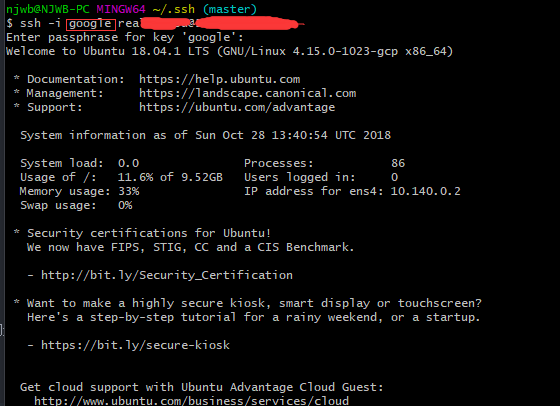 njwb@NJWB-PC MINGW64 ~/.ssh (master)
$ ssh -i google rea
Enter passphrase for key 'google':
Welcome to Ubuntu 18.04.1 LTS (GNU/Linux 4.15.0-1023-gcp x86_64)
* Documentation: https://help.ubuntu.com
* Management: https://landscape.canonical.com
* Support: https://ubuntu.com/advantage
System information as of Sun Oct 28 13:40:54 UTC 2018
System load: 0.0 Processes: 86
Usage of /: 11.6% of 9.52GB Users logged in: 0
Memory usage: 33% IP address for ens4: 10.140.0.2
Swap usage: 0%
* Security certifications for Ubuntu!
We now have FIPS, STIG, CC and a CIS Benchmark.
- http://bit.ly/Security_Certification
* Want to make a highly secure kiosk, smart display or touchscreen?
Here's a step-by-step tutorial for a rainy weekend, or a startup.
- https://bit.ly/secure-kiosk
Get cloud support with Ubuntu Advantage Cloud Guest:
http://www.ubuntu.com/business/services/cloud